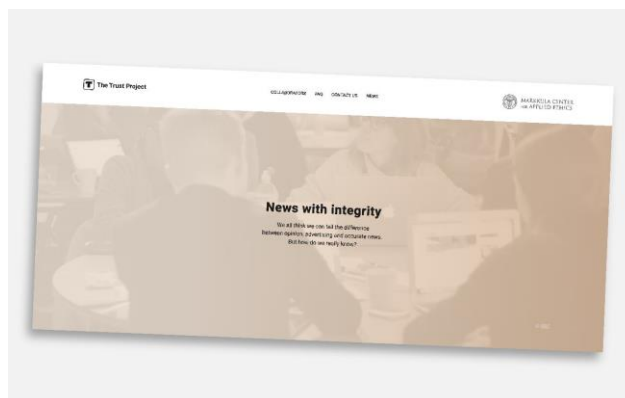 The Trust Project
COLLABORATORS FAQ CONTACT US NEWS
MARKKULA CENTER
FOR APPLIED ETHICS
News with integrity
We all think we can tell the difference
between opinion, advertising and accurate news.
But how do we really know?